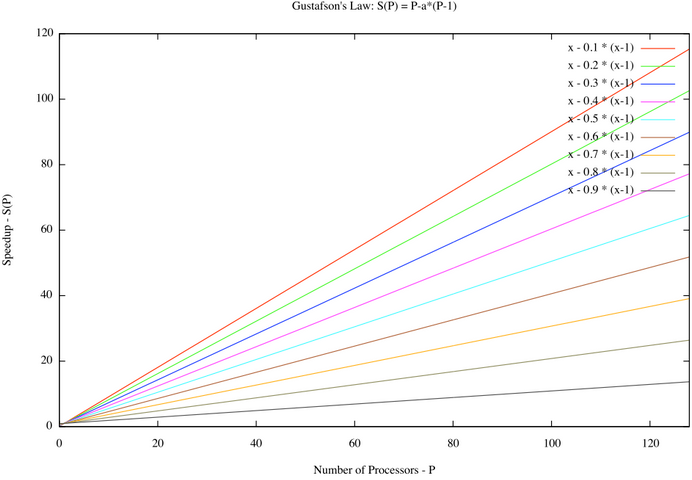 Gustafson's Law: S(P) = P-a*(P-1)
120
100
80
60
40
20
0
Speedup - S(P)
x - 0.1 * (x-1)
x - 0.2 * (x-1)
x - 0.3 * (x-1)
x - 0.4 * (x-1)
x - 0.5 * (x-1)
x - 0.6 * (x-1)
x - 0.7 * (x-1)
x - 0.8 * (x-1)
x - 0.9 * (x-1)
0 20 40 60 80 100 120
Number of Processors - P